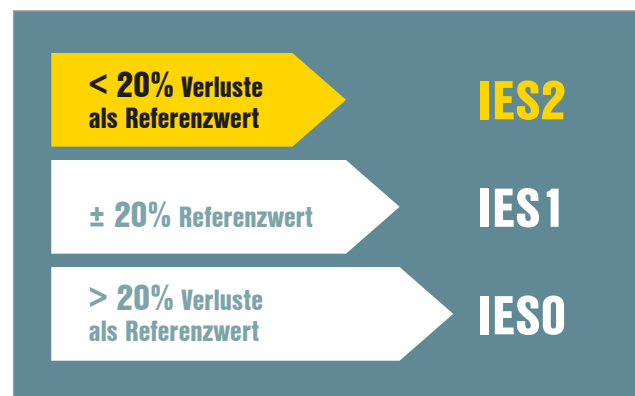 < 20% Verluste
als Referenzwert
IES2
± 20% Referenzwert
IES1
> 20% Verluste
als Referenzwert
IES0